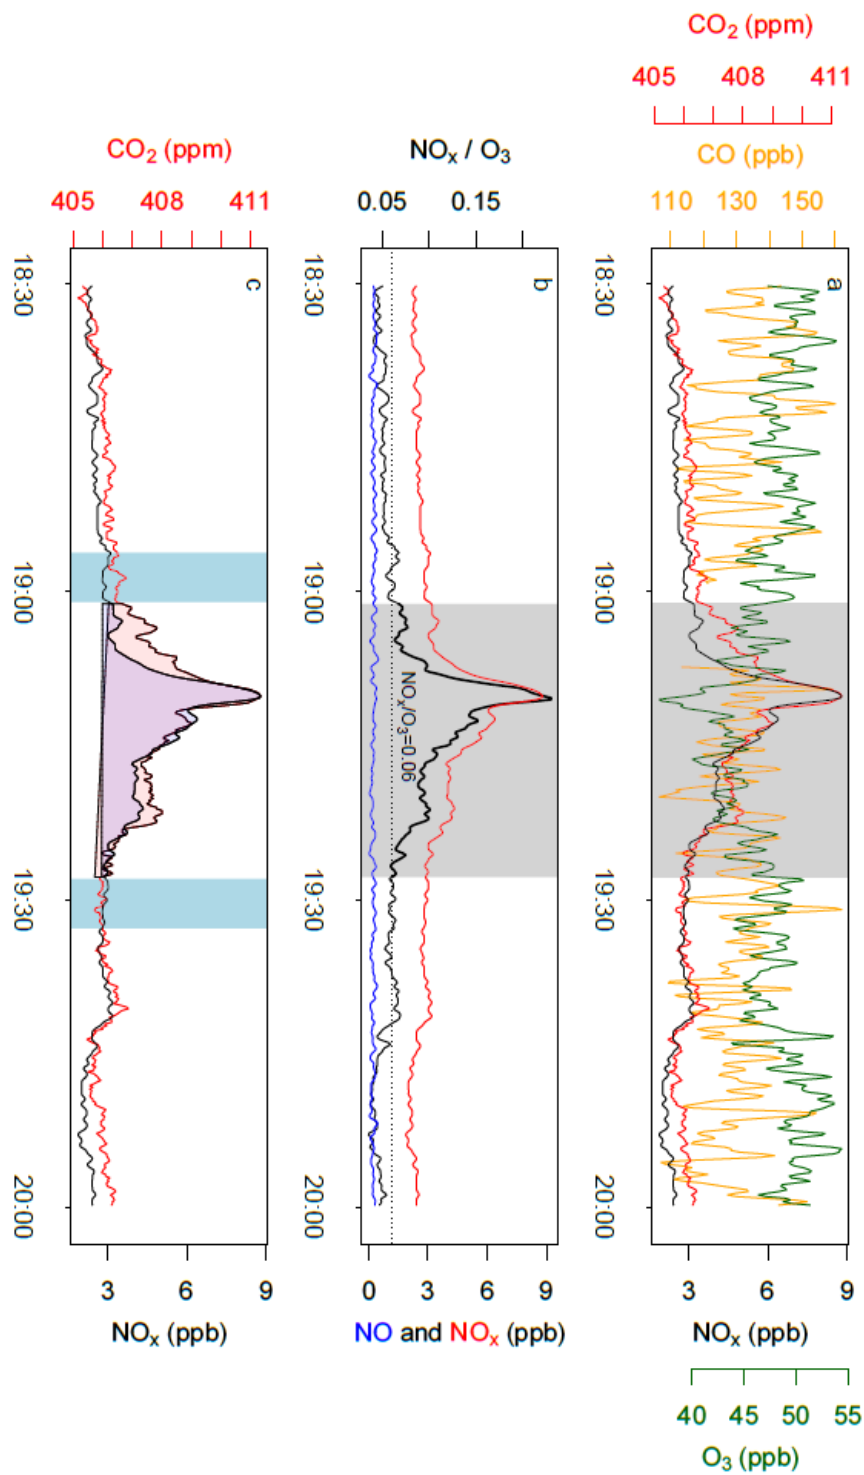 CO₂ (ppm)
405 408 411
CO (ppb)
110 130 150
CO₂ (ppm)
405 408 411
NOₓ / O₃
0.05 0.15
c
b
a
18:30
19:00
19:30
20:00
18:30
19:00
19:30
20:00
18:30
19:00
19:30
20:00
NOₓ/O₃=0.06
3 6 9
NOₓ (ppb)
0 3 6 9
NO and NOₓ (ppb)
3 6 9
NOₓ (ppb)
40 45 50 55
O₃ (ppb)